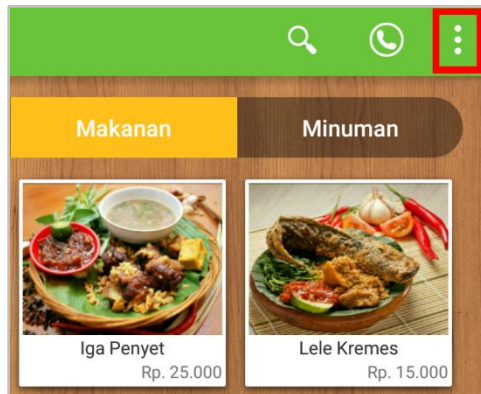 Makanan
Minuman
Iga Penyet
Rp. 25.000
Lele Kremes
Rp. 15.000